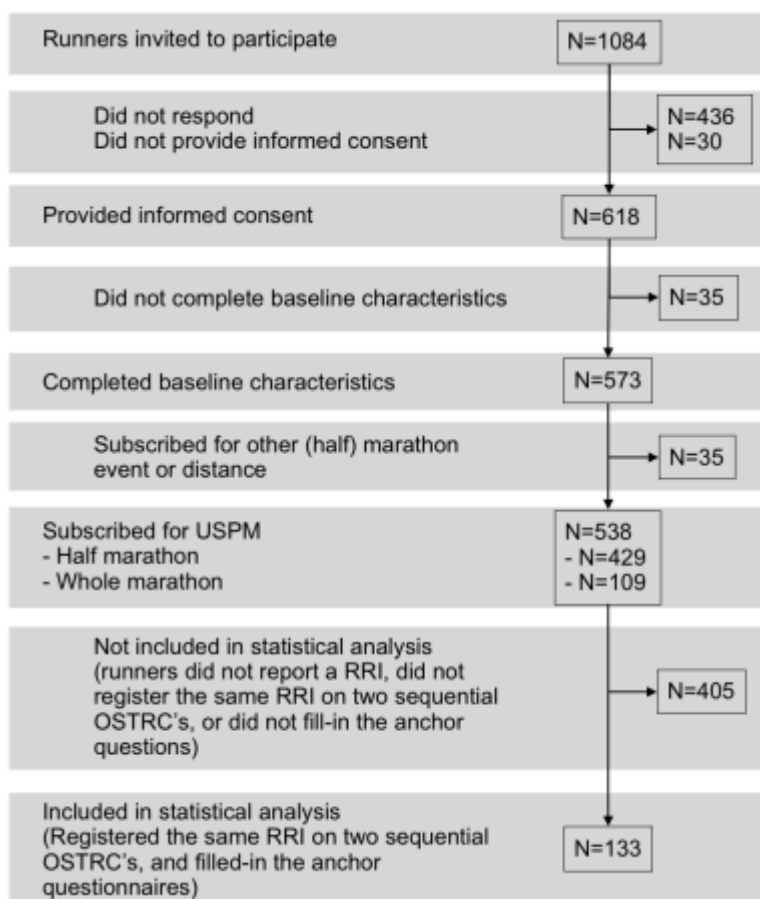 Runners invited to participate
N=1084
Did not respond
Did not provide informed consent
N=436
N=30
Provided informed consent
N=618
Did not complete baseline characteristics
N=35
Completed baseline characteristics
N=573
Subscribed for other (half) marathon
event or distance
N=35
Subscribed for USPM
- Half marathon
- Whole marathon
N=538
- N=429
- N=109
Not included in statistical analysis
(runners did not report a RRI, did not
register the same RRI on two sequential
OSTRC's, or did not fill-in the anchor
questions)
N=405
Included in statistical analysis
(Registered the same RRI on two sequential
OSTRC's, and filled-in the anchor
questionnaires)
N=133